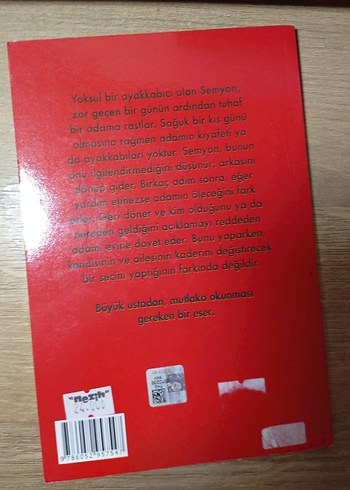 Yoksul bir ayakkabıcı olan Semyon,
zor geçen bir günün ardından tuhaf
bir adama rastlar. Soğuk bir kış günü
olmasına rağmen adamın kıyafeti ya
da ayakkabıları yoktur. Semyon, bunun
onu ilgilendirmediğini düşünür, arkasını
dönüp gider. Birkaç adım sonra, eğer
yardım etmezse adamın öleceğini fark
eder. Geri döner ve kim olduğunu ya da
nereden geldiğini açıklamayı reddeden
adamı evine davet eder. Bunu yaparken,
kendisinin ve ailesinin kaderini değiştirecek
bir seçim yaptığının farkında değildir.
Büyük ustadan, mutlaka okunması
gereken bir eser.
"nezih"
9 786052 957547